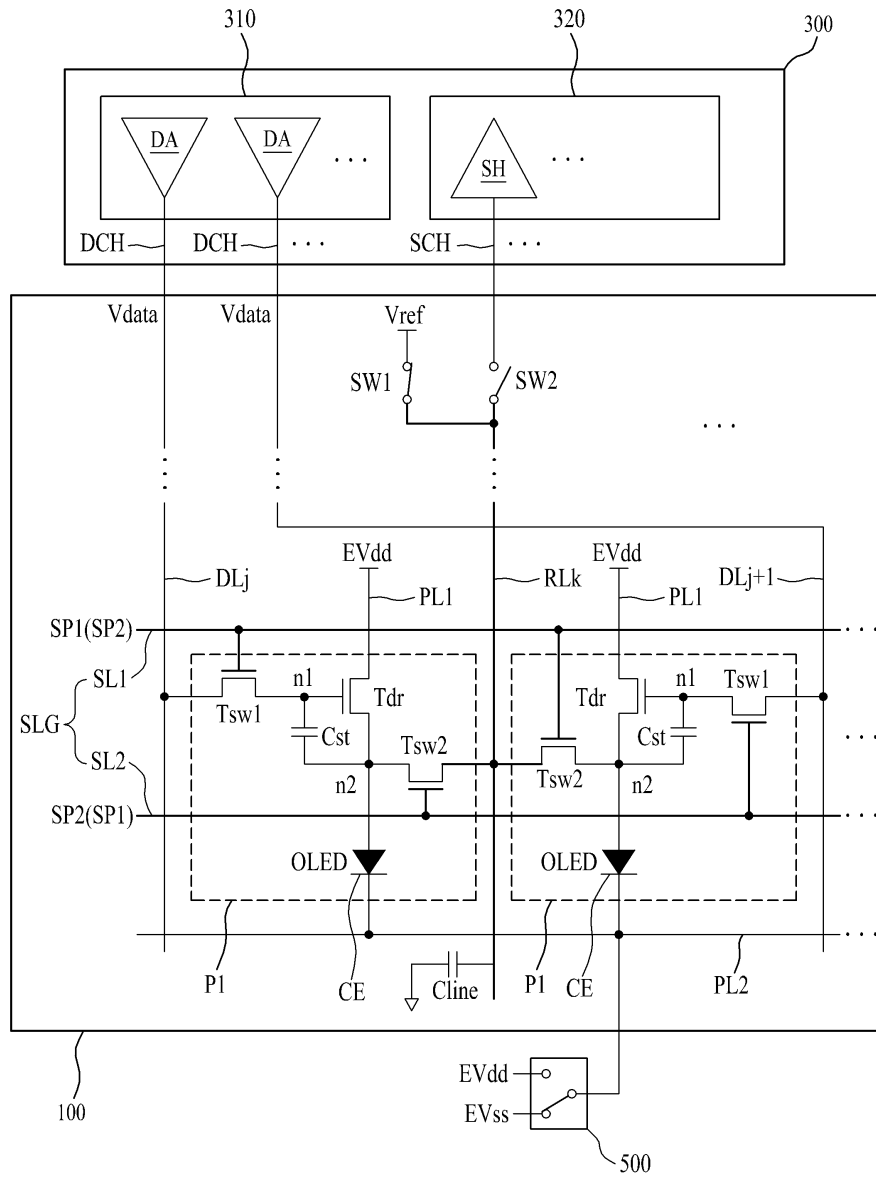 310
320
300
DA
DA
. . .
SH
. . .
DCH
DCH
. . .
SCH
. . .
Vdata
Vdata
Vref
SW1
SW2
. . .
EVdd
EVdd
DLj
PL1
RLk
PL1
DLj+1
SP1(SP2)
. . .
SL1
n1
n1
Tsw1
Tsw1
Tdr
Tdr
SLG
Cst
Tsw2
Cst
. . .
SL2
n2
Tsw2
n2
SP2(SP1)
. . .
OLED
OLED
. . .
P1
CE
Cline
P1
CE
PL2
100
EVdd
EVss
500